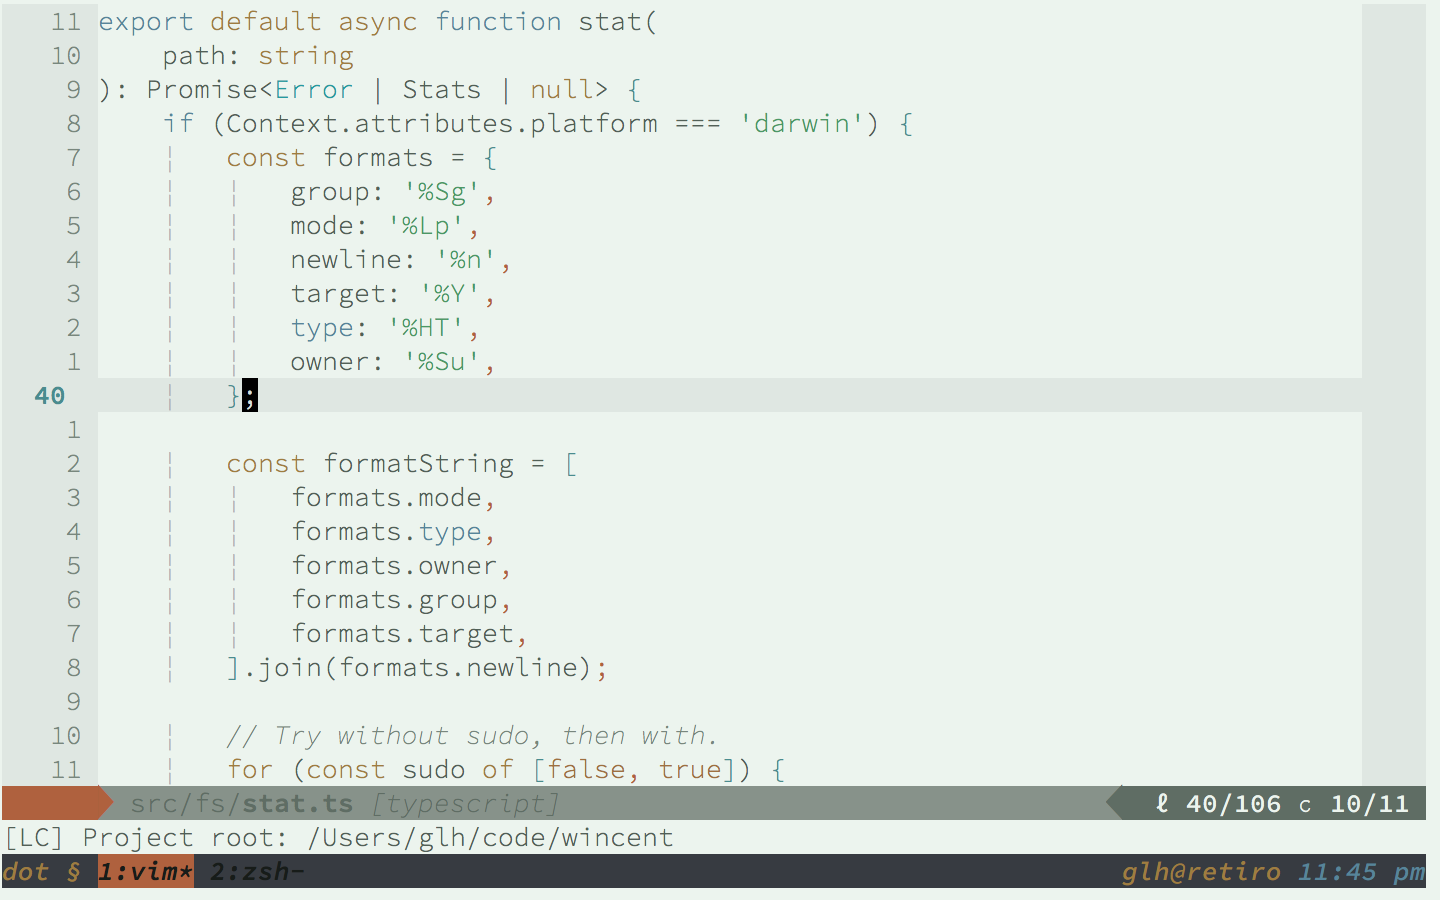 11 export default async function stat(
10     path: string
9 ): Promise<Error | Stats | null> {
8     if (Context.attributes.platform === 'darwin') {
7     ¦   const formats = {
6     ¦   ¦   group: '%Sg',
5     ¦   ¦   mode: '%Lp',
4     ¦   ¦   newline: '%n',
3     ¦   ¦   target: '%Y',
2     ¦   ¦   type: '%HT',
1     ¦   ¦   owner: '%Su',
40     ¦   };
1
2     ¦   const formatString = [
3     ¦   ¦   formats.mode,
4     ¦   ¦   formats.type,
5     ¦   ¦   formats.owner,
6     ¦   ¦   formats.group,
7     ¦   ¦   formats.target,
8     ¦   ].join(formats.newline);
9
10     ¦   // Try without sudo, then with.
11     ¦   for (const sudo of [false, true]) {
src/fs/stat.ts [typescript] ℓ 40/106 c 10/11
[LC] Project root: /Users/glh/code/wincent
dot § 1:vim* 2:zsh- glh@retiro 11:45 pm